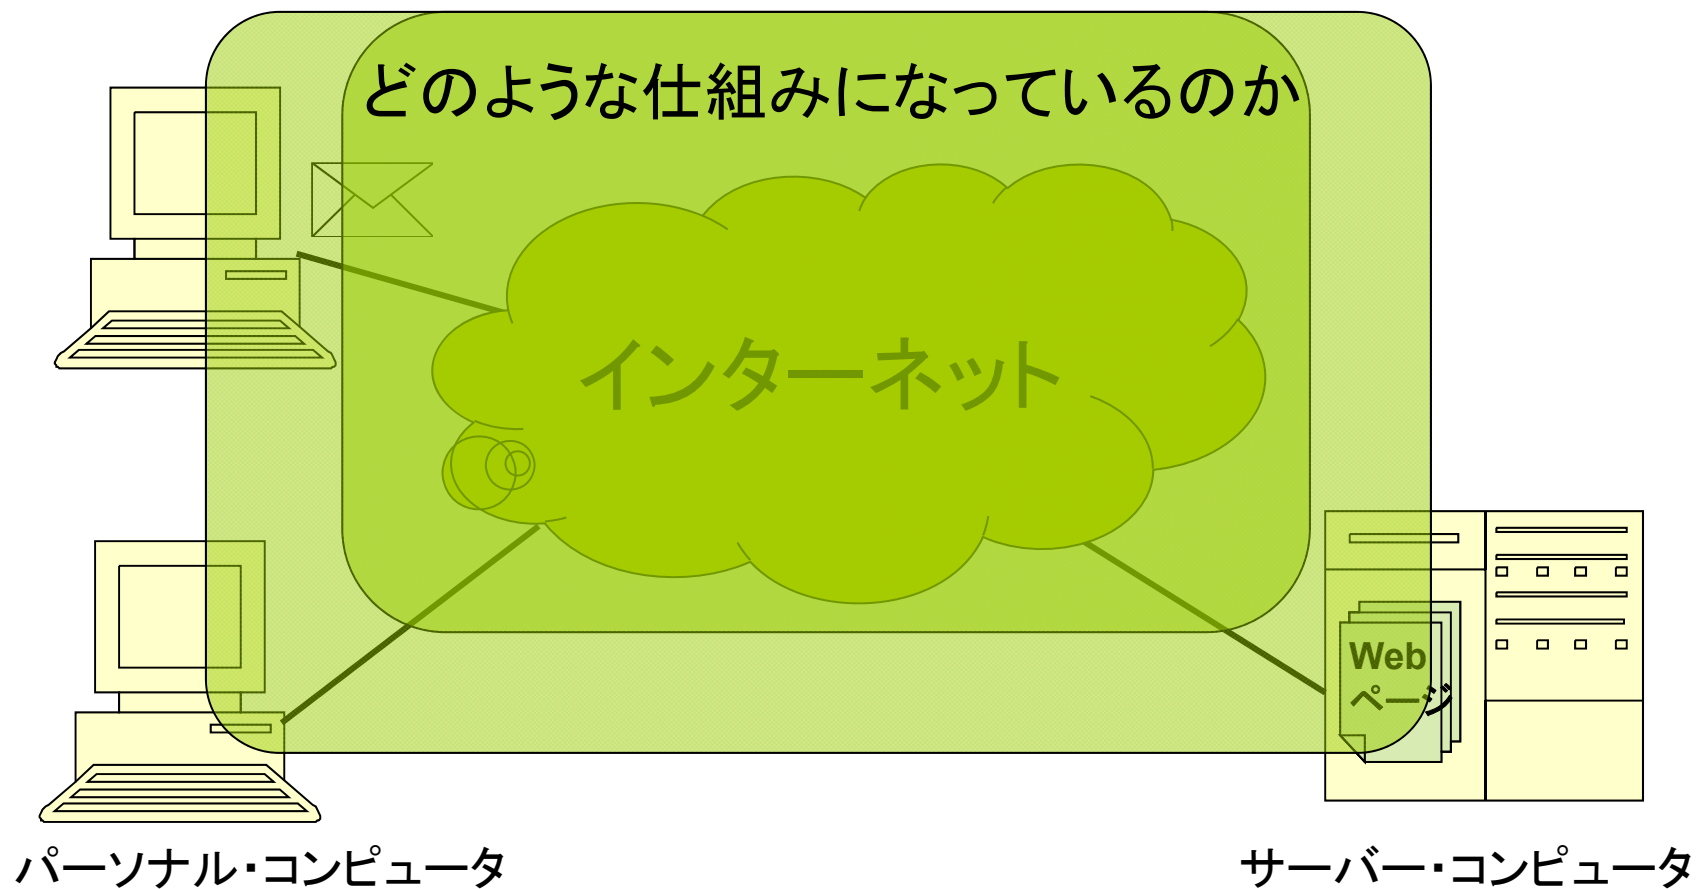 どのような仕組みになっているのか
インターネット
Web
ページ
パーソナル・コンピュータ
サーバー・コンピュータ